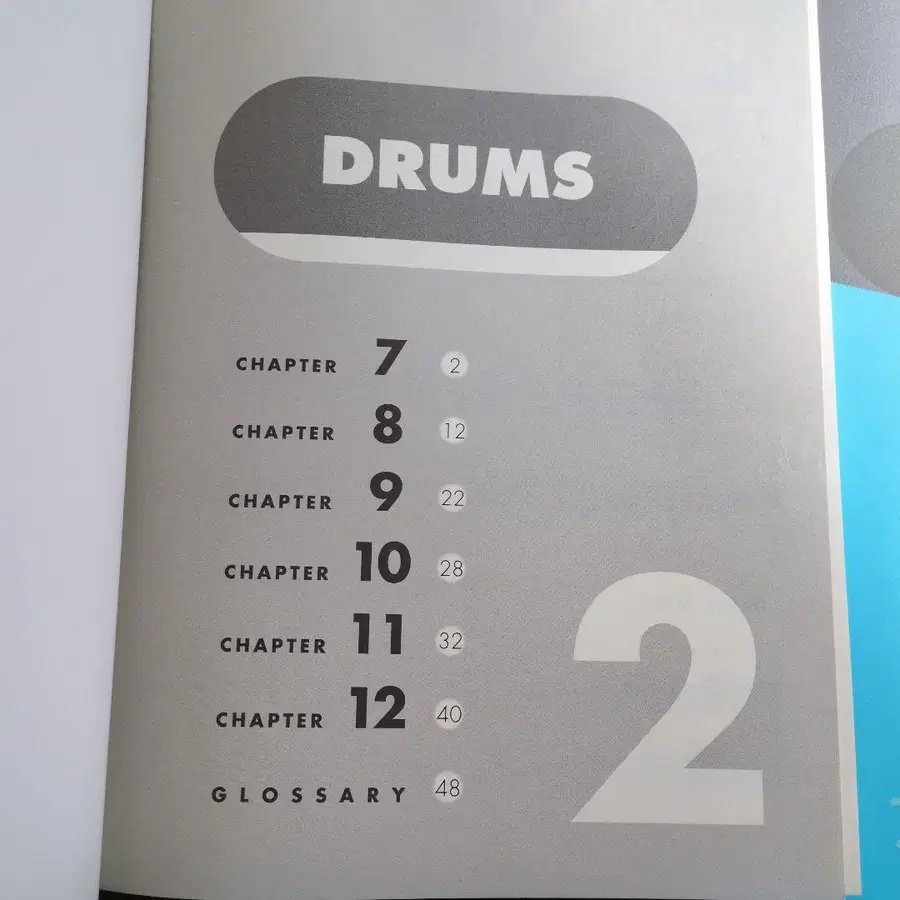 DRUMS
CHAPTER 7 2
CHAPTER 8 12
CHAPTER 9 22
CHAPTER 10 28
CHAPTER 11 32
CHAPTER 12 40
GLOSSARY 48
2